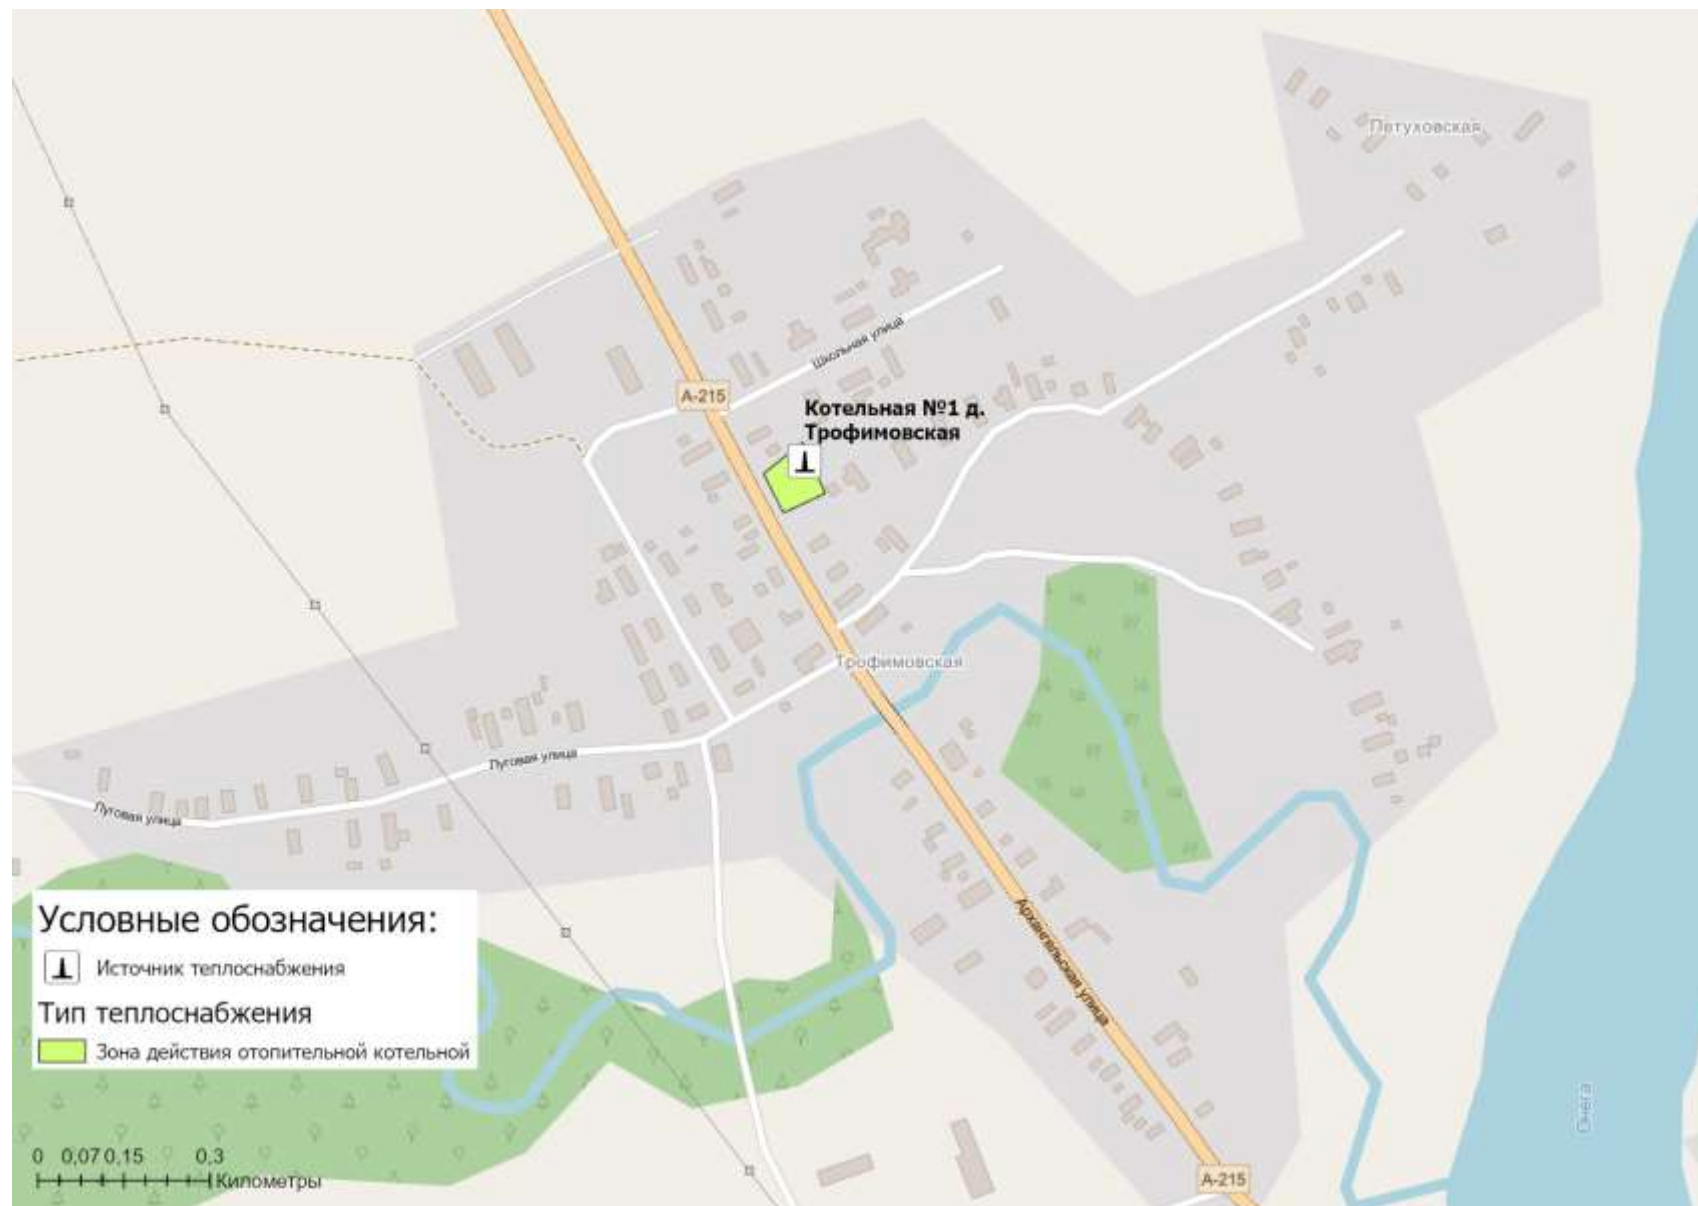 Петуховская
Школьная улица
А-215
Котельная №1 д.
Трофимовская
Трофимовская
Луговая улица
Луговая улица
Архангельская улица
Условные обозначения:
Источник теплоснабжения
Тип теплоснабжения
Зона действия отопительной котельной
Онега
0 0,07 0,15 0,3
Километры
А-215